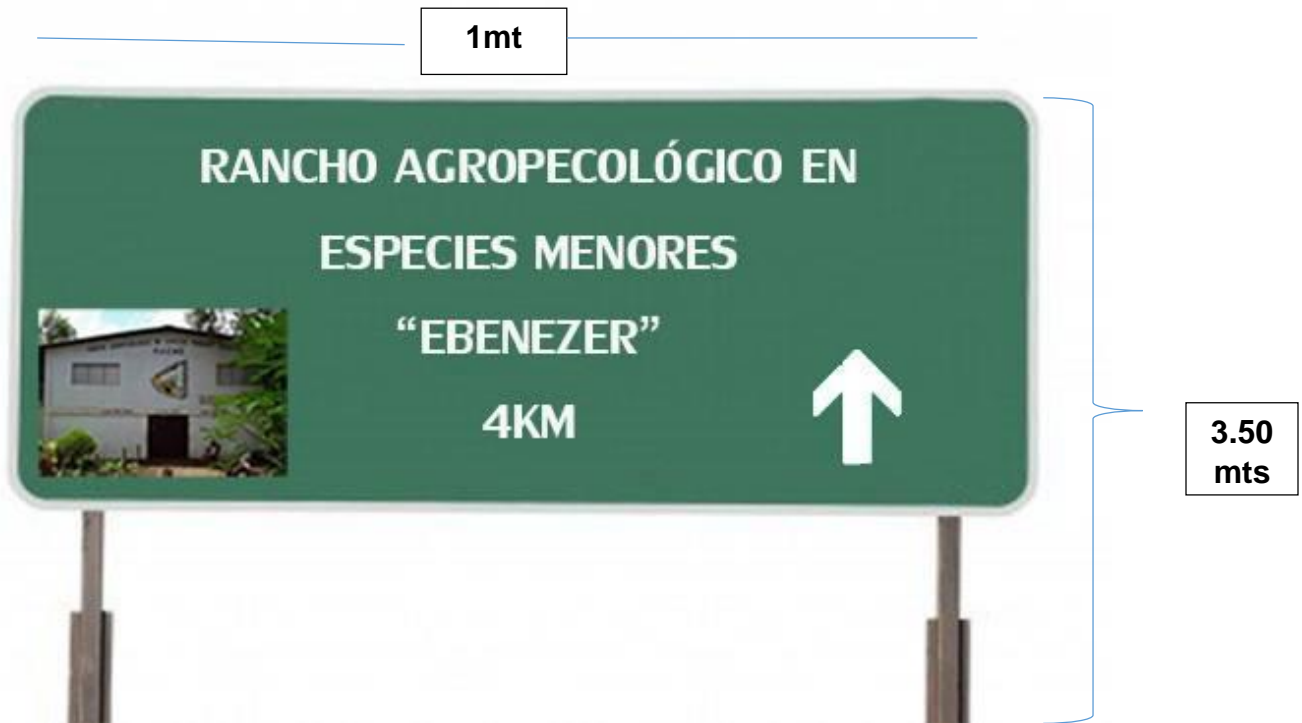 1mt
RANCHO AGROPECOLÓGICO EN
ESPECIES MENORES
“EBENEZER”
4KM
3.50
mts